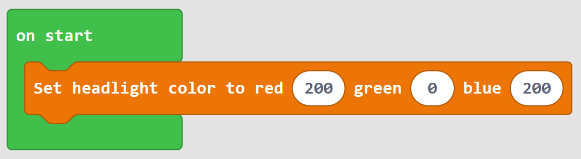 on start
Set headlight color to red 200 green 0 blue 200